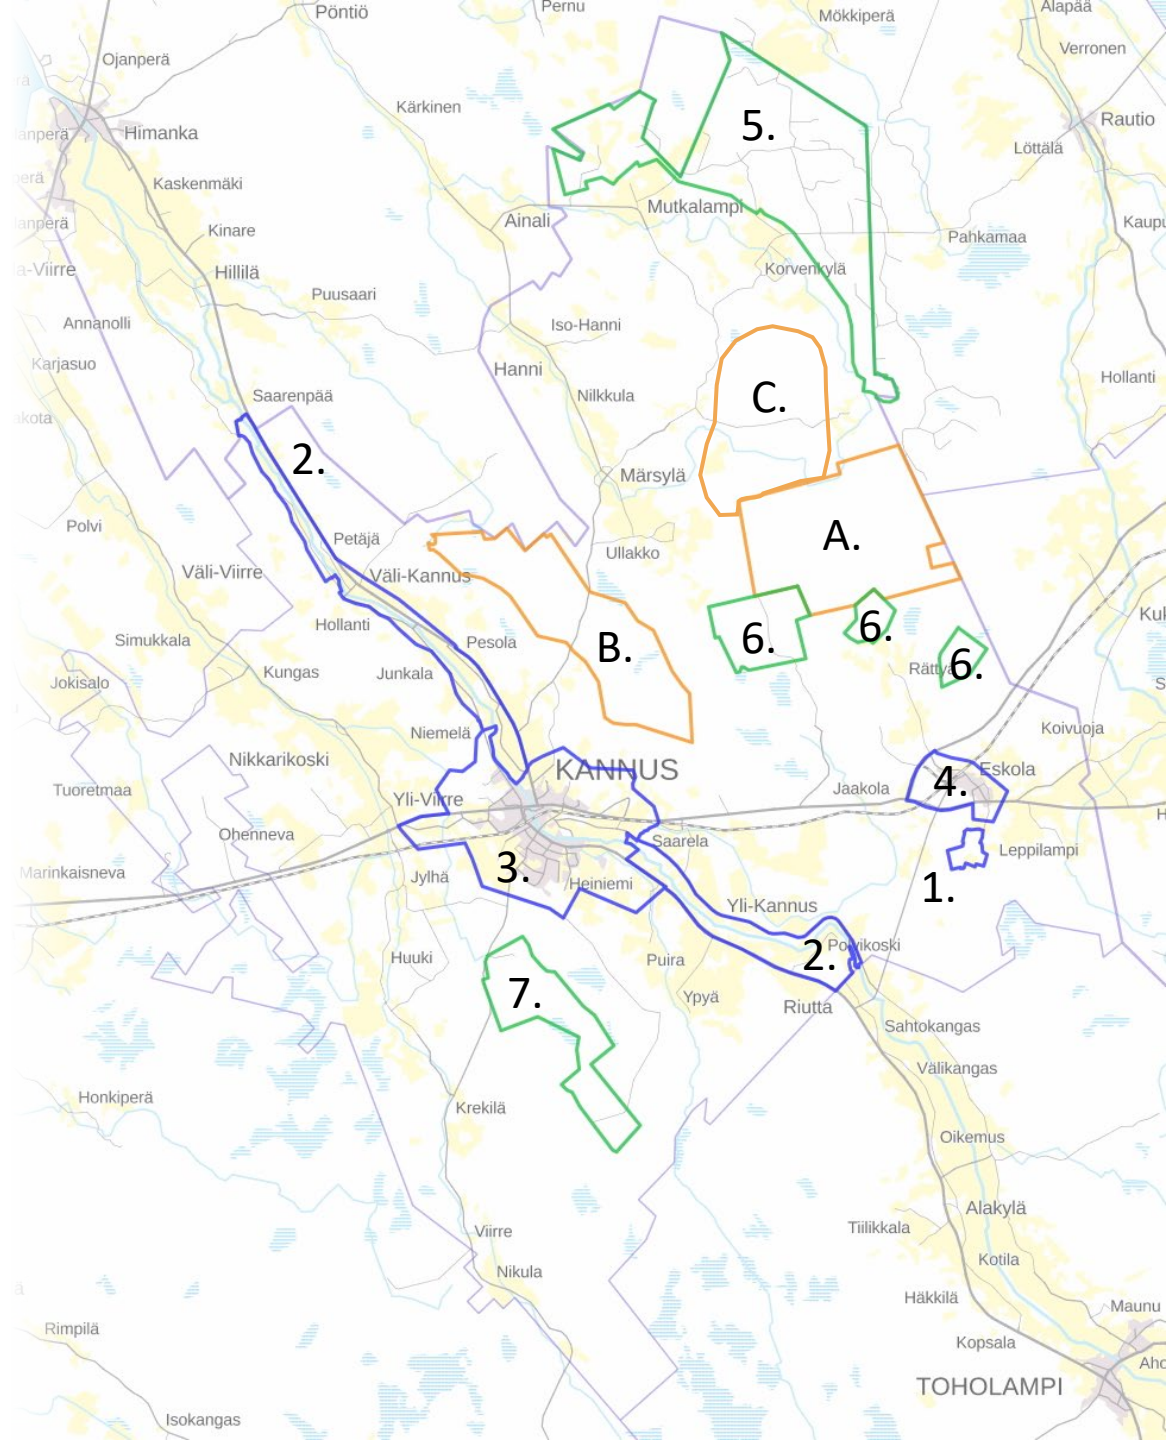 Pöntiö
Pernu
Mökkiperä
Alapää
Ojanperä
Verronen
Kärkinen
Himanka
Rautio
5.
Löttälä
Kaskenmäki
Mutkalampi
Ainali
Kinare
Pahkamaa
Hillilä
Korvenkylä
Puusaari
Annanolli
Iso-Hanni
Karjasuo
Hanni
Hollanti
Saarenpää
Nilkkula
C.
2.
Märsylä
Polvi
Petäjä
A.
Ullakko
Väli-Viirre
Väli-Kannus
Hollanti
Simukkala
Pesola
B.
6.
6.
6.
Kungas
Junkala
Jokisalo
Niemelä
Koivuoja
Nikkarikoski
KANNUS
Eskola
4.
Tuoretmaa
Yli-Viirre
Jaakola
Ohenneva
Saarela
Leppilampi
Marinkaisneva
Jylhä
3.
Heiniemi
1.
Yli-Kannus
Huuki
Puira
2.
Polvikoski
7.
Ypyä
Riutta
Sahtokangas
Välikangas
Honkiperä
Krekilä
Oikemus
Alakylä
Viirre
Tiilikkala
Nikula
Kotila
Häkkilä
Maunu
Rimpilä
Kopsala
TOHOLAMPI
Isokangas